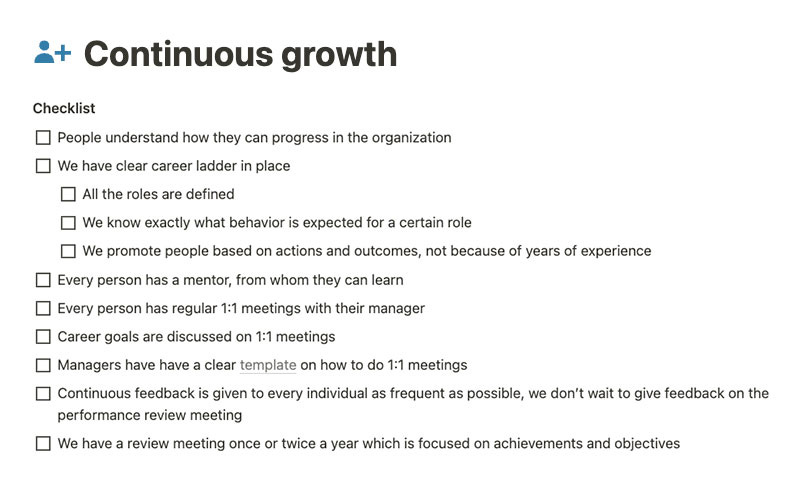 Continuous growth
Checklist
People understand how they can progress in the organization
We have clear career ladder in place
All the roles are defined
We know exactly what behavior is expected for a certain role
We promote people based on actions and outcomes, not because of years of experience
Every person has a mentor, from whom they can learn
Every person has regular 1:1 meetings with their manager
Career goals are discussed on 1:1 meetings
Managers have have a clear template on how to do 1:1 meetings
Continuous feedback is given to every individual as frequent as possible, we don’t wait to give feedback on the
performance review meeting
We have a review meeting once or twice a year which is focused on achievements and objectives